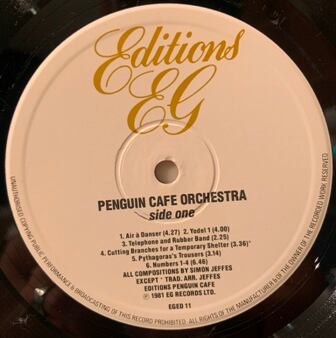 Editions
EG
PENGUIN CAFE ORCHESTRA
side one
1. Air à Danser (4.27) 2. Yodel 1 (4.00)
3. Telephone and Rubber Band (2.25)
4. Cutting Branches for a Temporary Shelter (3.36)*
5. Pythagoras's Trousers (3.14)
6. Numbers 1-4 (6.46)
ALL COMPOSITIONS BY SIMON JEFFES
EXCEPT * TRAD. ARR. JEFFES
EDITIONS PENGUIN CAFE
℗ 1981 EG RECORDS LTD.
EGED 11
UNAUTHORISED COPYING PUBLIC PERFORMANCE & BROADCASTING OF THIS RECORD PROHIBITED. ALL RIGHTS OF THE MANUFACTURER & OF THE OWNER OF THE RECORDED WORK RESERVED.